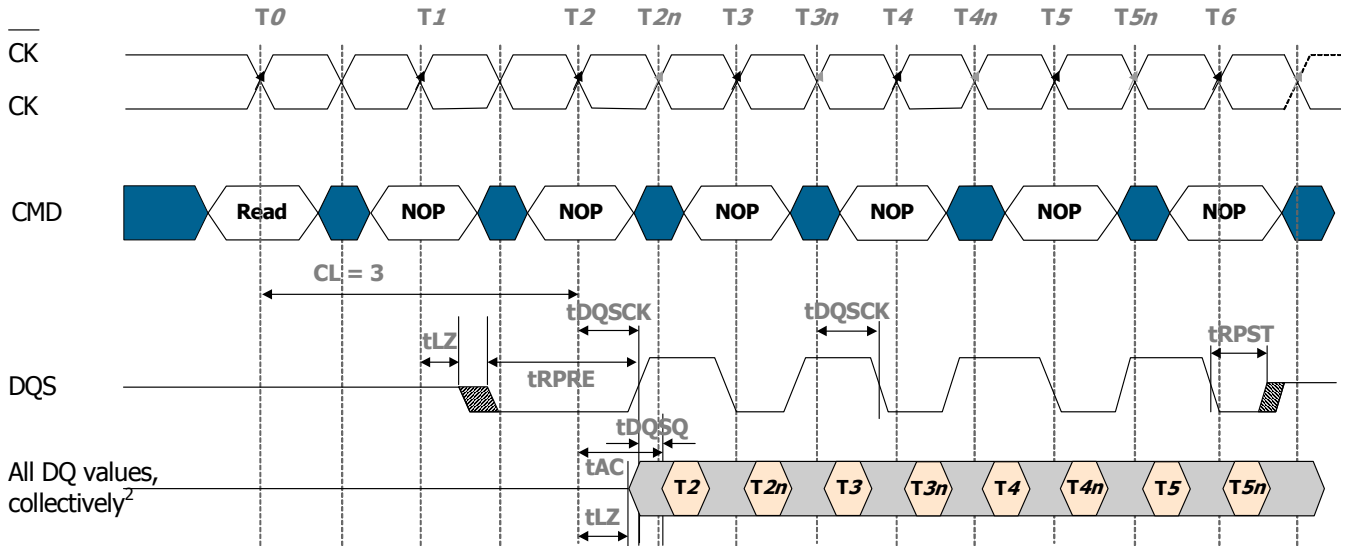 T0 T1 T2 T2n T3 T3n T4 T4n T5 T5n T6
CK
CK
CMD Read NOP NOP NOP NOP NOP NOP
CL = 3
tDQSCK tDQSCK
tLZ tRPST
tRPRE
DQS
tDQSQ
tAC
All DQ values,
collectively2
T2 T2n T3 T3n T4 T4n T5 T5n
tLZ